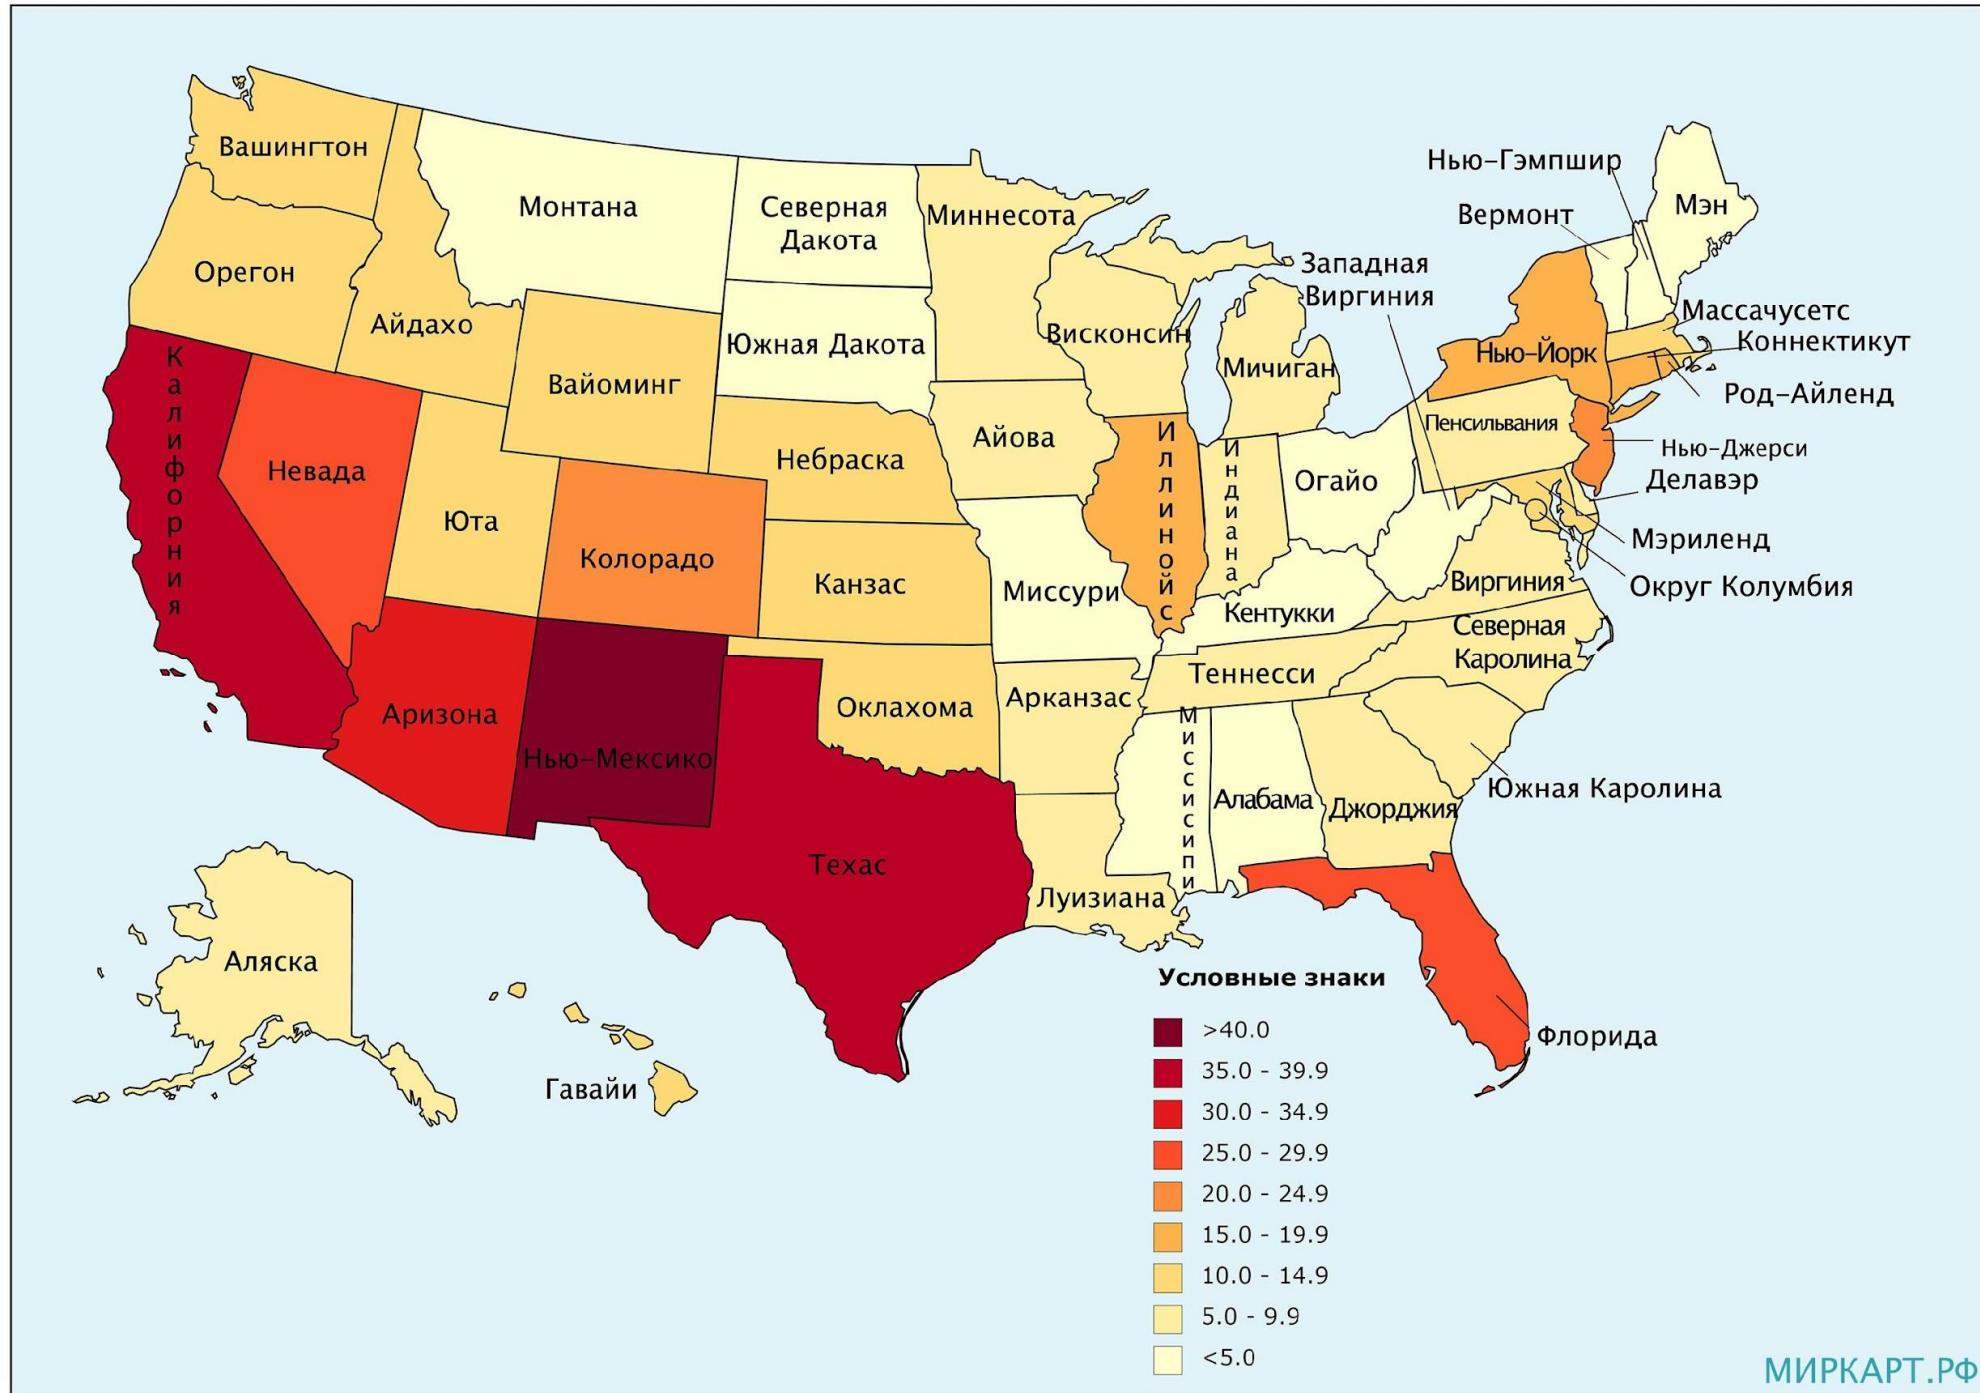 Вашингтон
Орегон
Айдахо
Монтана
Северная
Дакота
Миннесота
Нью-Гэмпшир
Вермонт
Мэн
Западная
Виргиния
Массачусетс
Коннектикут
Род-Айленд
Калифорния
Невада
Вайоминг
Южная Дакота
Висконсин
Мичиган
Нью-Йорк
Пенсильвания
Нью-Джерси
Делавэр
Юта
Колорадо
Небраска
Айова
Иллинойс
Индиана
Огайо
Мэриленд
Округ Колумбия
Канзас
Миссури
Кентукки
Виргиния
Северная
Каролина
Теннесси
Аризона
Нью-Мексико
Оклахома
Арканзас
Миссисипи
Алабама
Джорджия
Южная Каролина
Техас
Луизиана
Флорида
Аляска
Гавайи
Условные знаки
>40.0
35.0 - 39.9
30.0 - 34.9
25.0 - 29.9
20.0 - 24.9
15.0 - 19.9
10.0 - 14.9
5.0 - 9.9
<5.0
МИРКАРТ.РФ